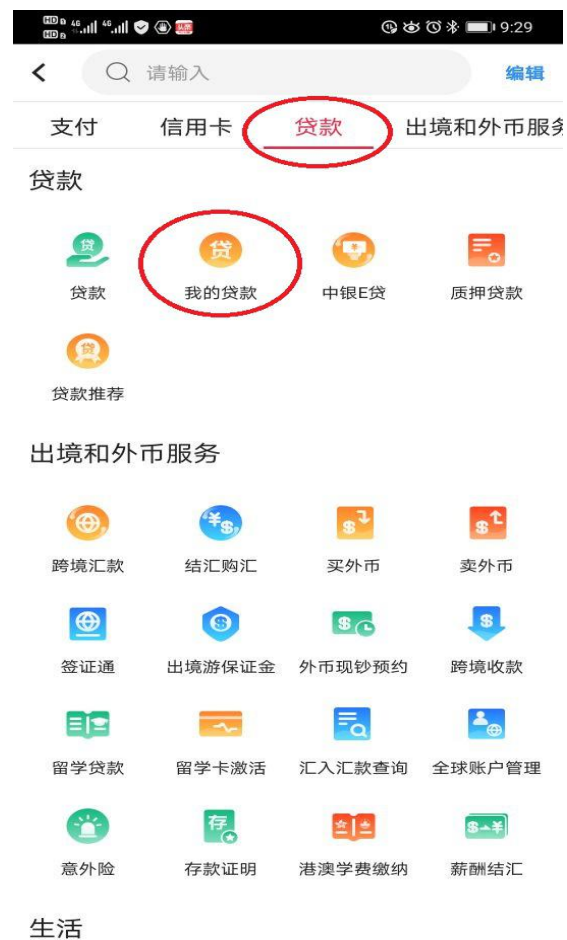 9:29
请输入 编辑
支付 信用卡 贷款 出境和外币服务
贷款
贷款 我的贷款 中银E贷 质押贷款
贷款推荐
出境和外币服务
跨境汇款 结汇购汇 买外币 卖外币
签证通 出境游保证金 外币现钞预约 跨境收款
留学贷款 留学卡激活 汇入汇款查询 全球账户管理
意外险 存款证明 港澳学费缴纳 薪酬结汇
生活